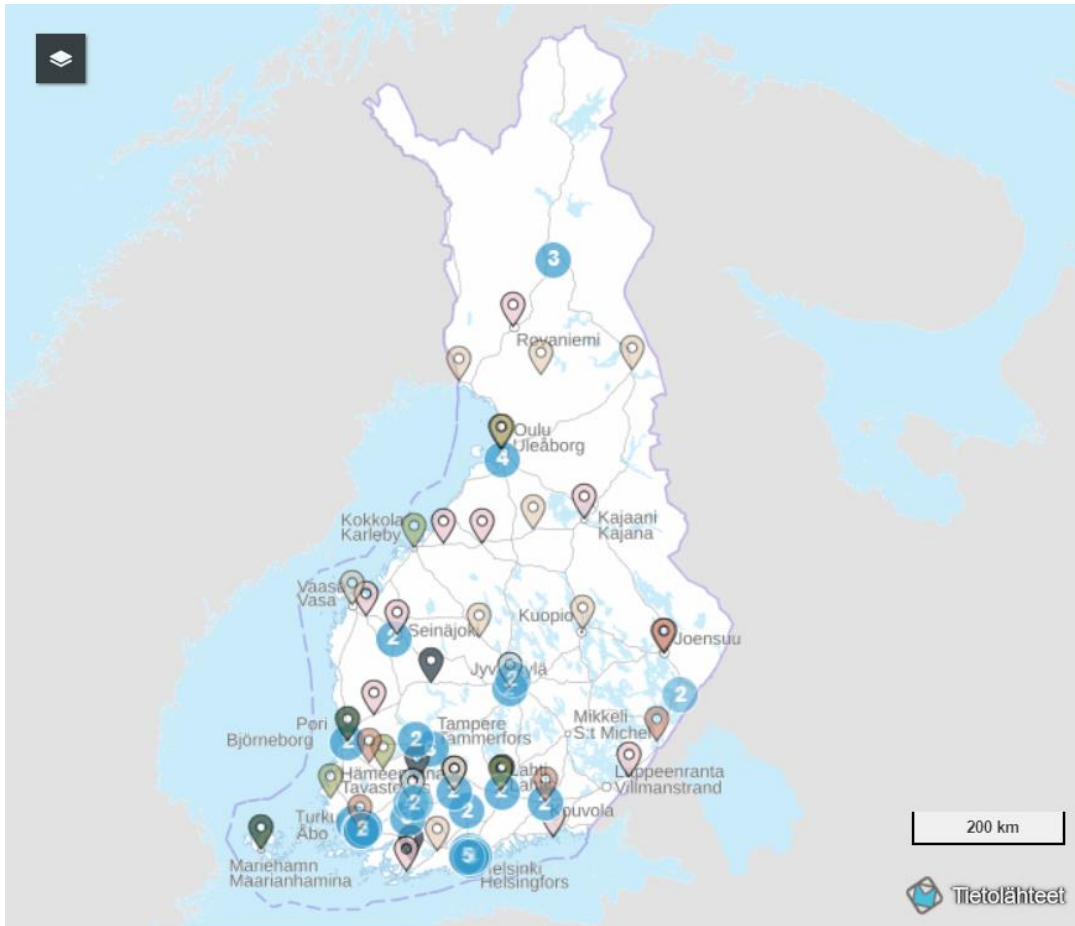 3
Rovaniemi
Oulu
Uleåborg
4
Kokkola
Karleby
Kajaani
Kajana
Vaasa
Vasa
Kuopio
Seinäjoki
2
Joensuu
Jyväskylä
2
2
Pori
Björneborg
2
2
Tampere
Tammerfors
Mikkeli
S:t Michel
Hämeenlinna
Tavastehus
Lahti
Lappeenranta
Villmanstrand
2
2
2
2
Kouvola
Turku
Åbo
2
200 km
Mariehamn
Maarianhamina
5
Helsinki
Helsingfors
Tietolähteet